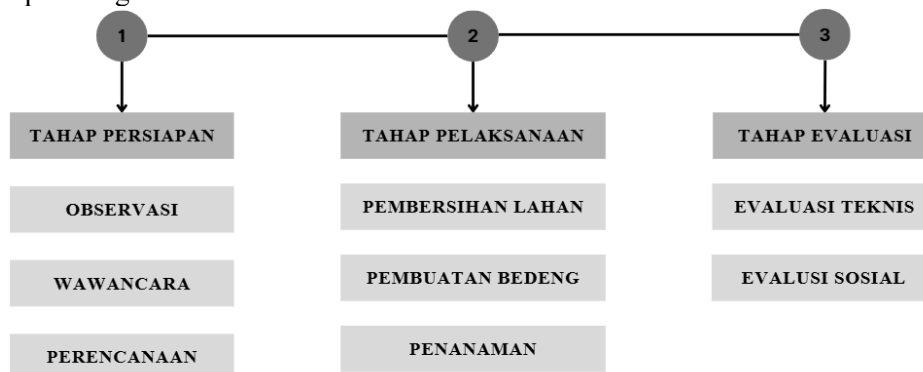 1
2
3
TAHAP PERSIAPAN
OBSERVASI
WAWANCARA
PERENCANAAN
TAHAP PELAKSANAAN
PEMBERSIHAN LAHAN
PEMBUATAN BEDENG
PENANAMAN
TAHAP EVALUASI
EVALUASI TEKNIS
EVALUSI SOSIAL